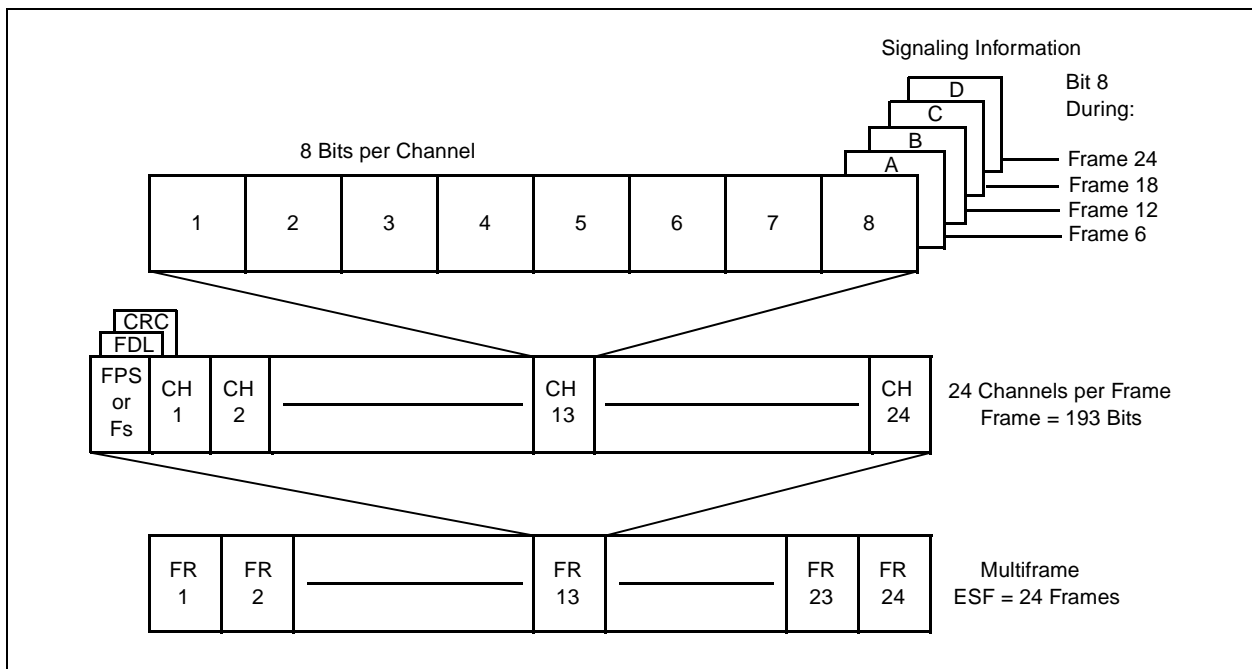 Signaling Information
Bit 8
During:
D
C
B
A
Frame 24
Frame 18
Frame 12
Frame 6
8 Bits per Channel
1 2 3 4 5 6 7 8
CRC
FDL
FPS
or
Fs
CH
1
CH
2
CH
13
CH
24
24 Channels per Frame
Frame = 193 Bits
FR
1
FR
2
FR
13
FR
23
FR
24
Multiframe
ESF = 24 Frames